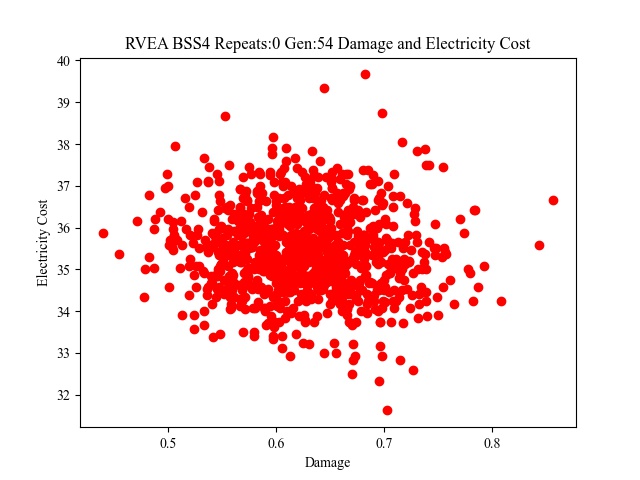 RVEA BSS4 Repeats:0 Gen:54 Damage and Electricity Cost
40
39
38
37
36
35
34
33
32
Electricity Cost
0.5 0.6 0.7 0.8
Damage